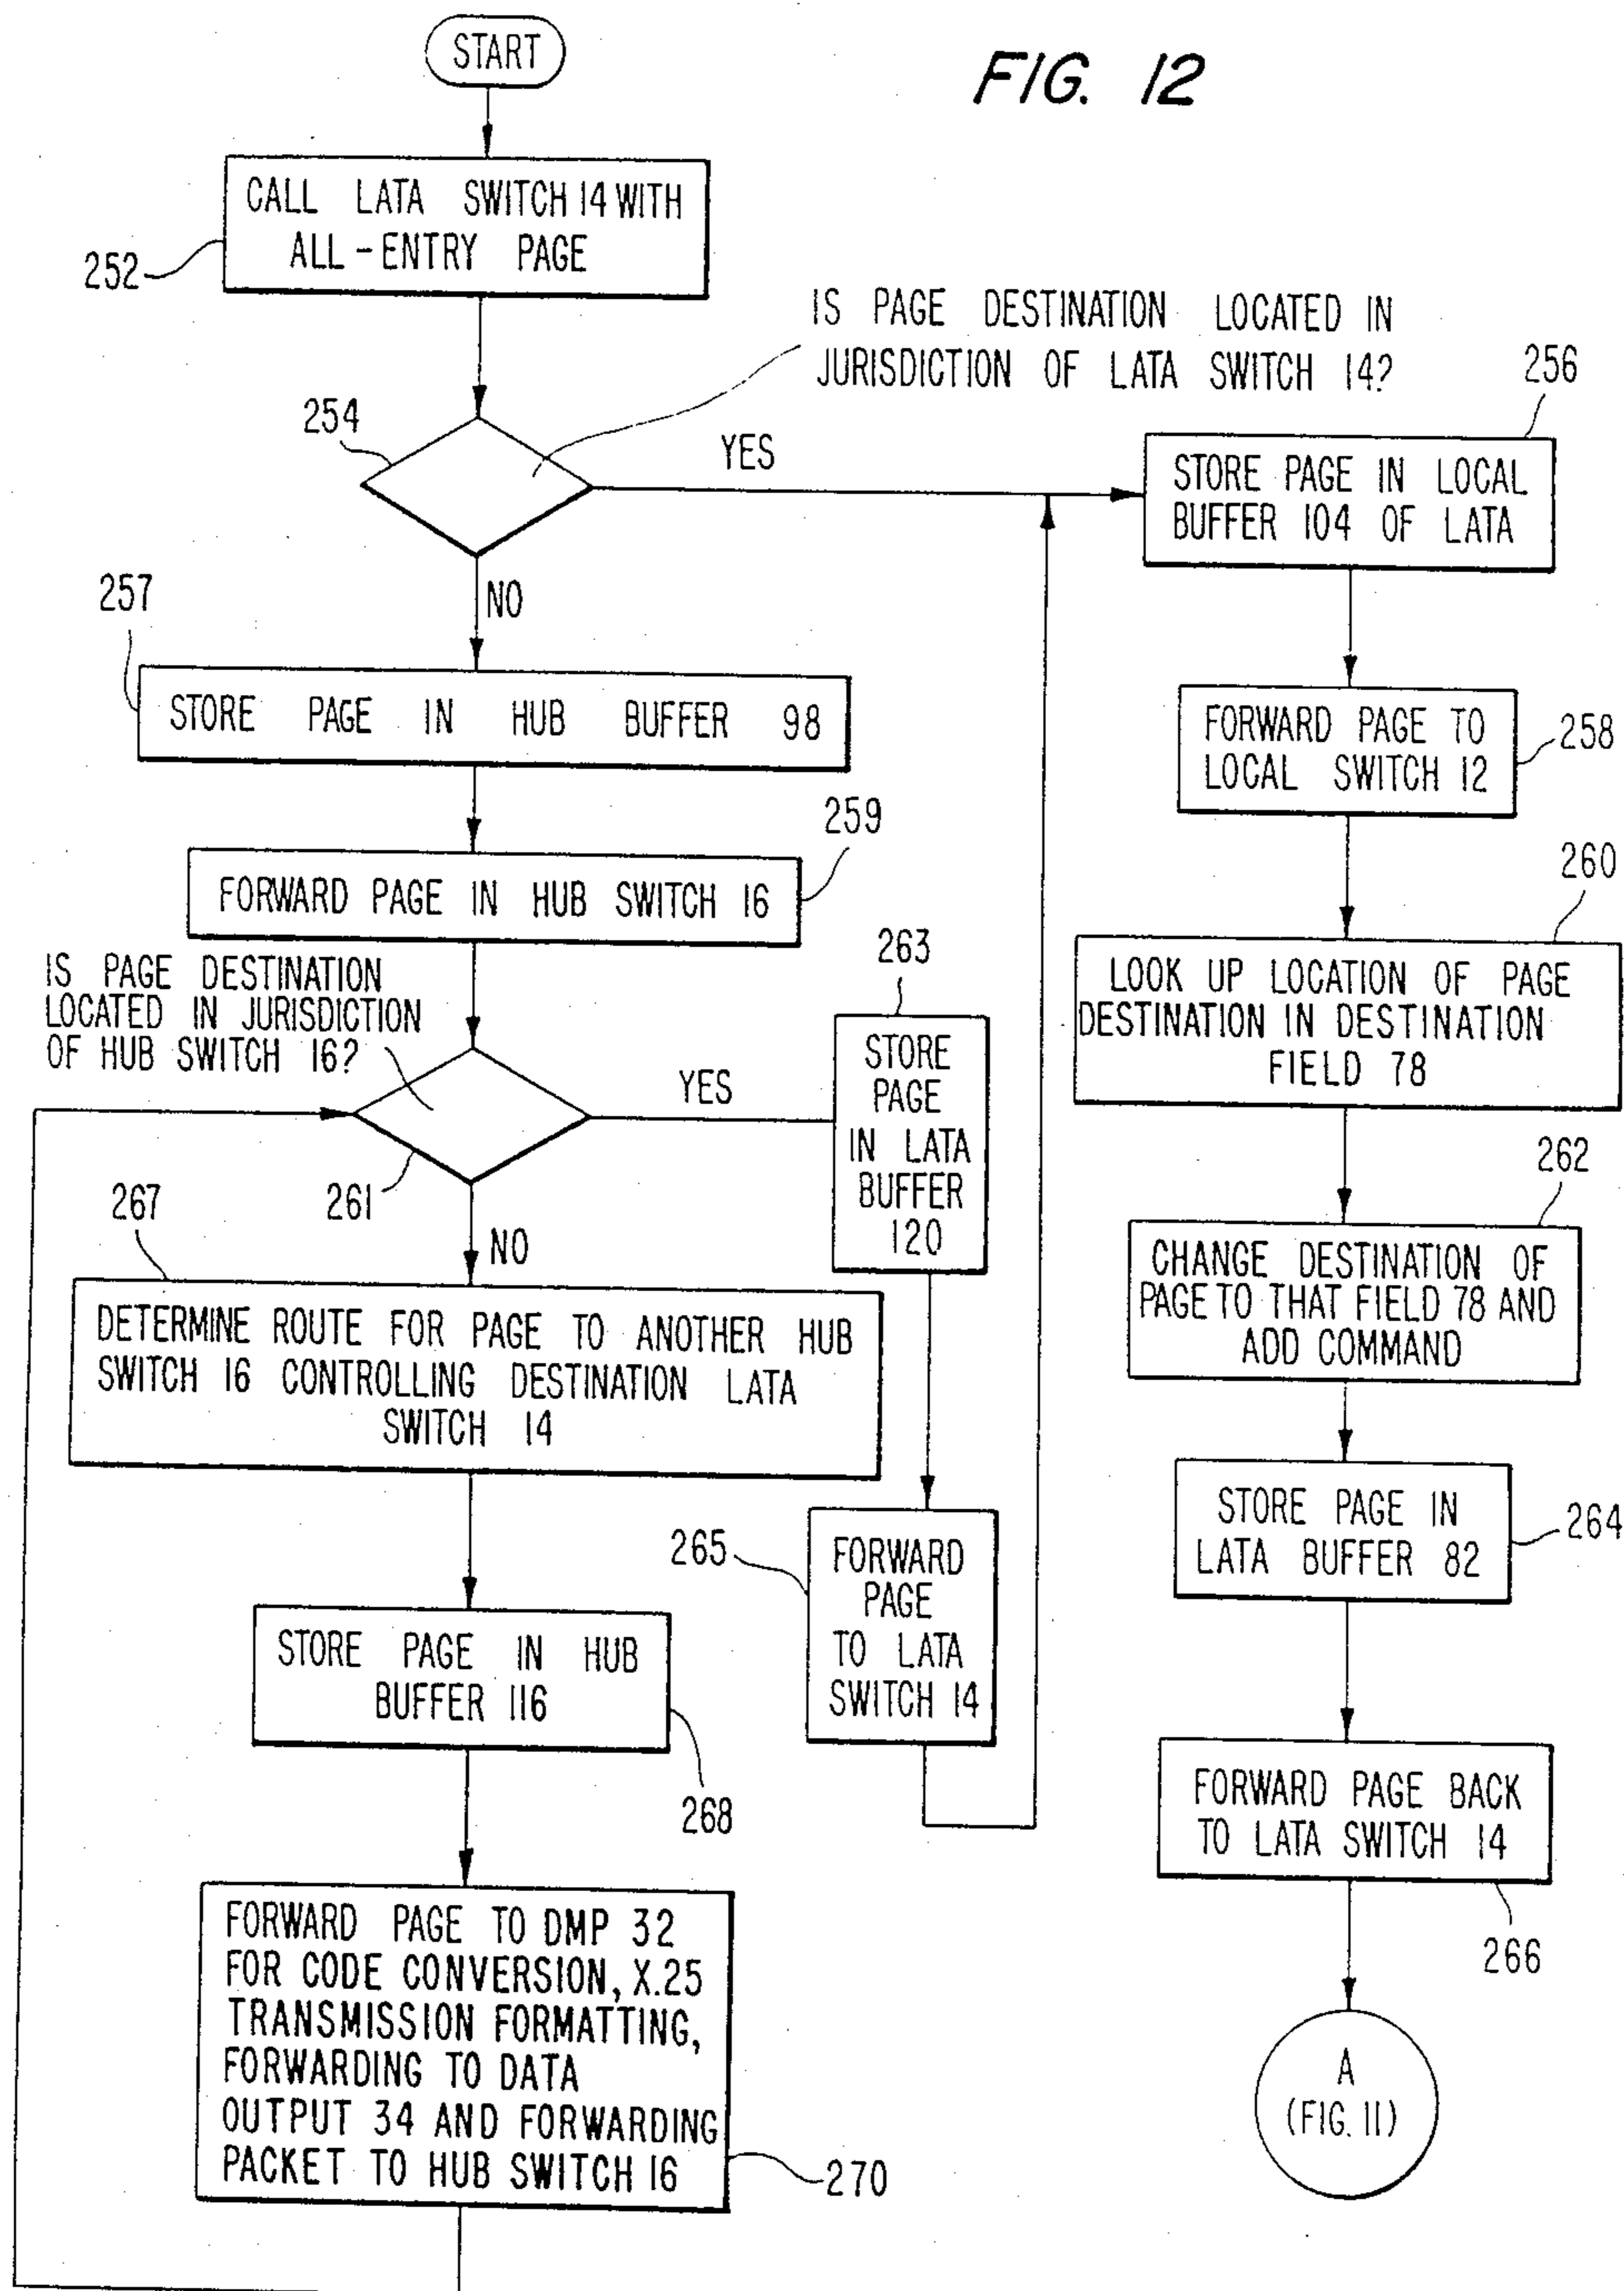 START
FIG. 12
CALL LATA SWITCH 14 WITH
ALL-ENTRY PAGE
252
IS PAGE DESTINATION LOCATED IN
JURISDICTION OF LATA SWITCH 14?
254
YES
256
STORE PAGE IN LOCAL
BUFFER 104 OF LATA
NO
257
STORE PAGE IN HUB BUFFER 98
FORWARD PAGE TO
LOCAL SWITCH 12
258
259
FORWARD PAGE IN HUB SWITCH 16
260
LOOK UP LOCATION OF PAGE
DESTINATION IN DESTINATION
FIELD 78
IS PAGE DESTINATION
LOCATED IN JURISDICTION
OF HUB SWITCH 16?
261
YES
263
STORE
PAGE
IN LATA
BUFFER
120
262
CHANGE DESTINATION OF
PAGE TO THAT FIELD 78 AND
ADD COMMAND
NO
267
DETERMINE ROUTE FOR PAGE TO ANOTHER HUB
SWITCH 16 CONTROLLING DESTINATION LATA
SWITCH 14
STORE PAGE IN
LATA BUFFER 82
264
265
FORWARD
PAGE
TO LATA
SWITCH 14
STORE PAGE IN HUB
BUFFER 116
268
FORWARD PAGE BACK
TO LATA SWITCH 14
266
FORWARD PAGE TO DMP 32
FOR CODE CONVERSION, X.25
TRANSMISSION FORMATTING,
FORWARDING TO DATA
OUTPUT 34 AND FORWARDING
PACKET TO HUB SWITCH 16
270
A
(FIG. 11)